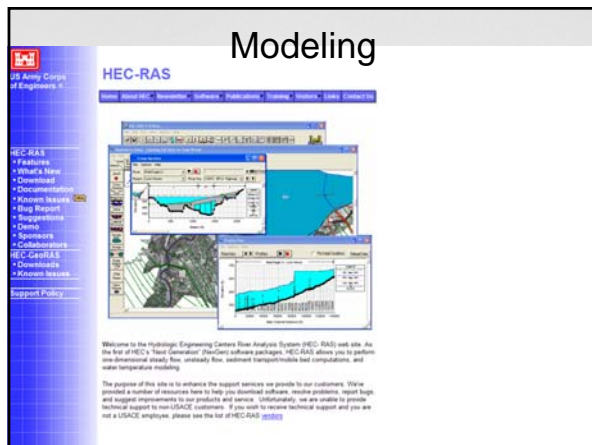 Modeling
US Army Corps
of Engineers ®
HEC-RAS
Home About HEC Newsletter Software Publications Training Visitors Links Contact Us
HEC-RAS
• Features
• What's New
• Download
• Documentation
• Known Issues
• Bug Report
• Suggestions
• Demo
• Sponsors
• Collaborators
HEC-GeoRAS
• Downloads
• Known Issues
Support Policy
Welcome to the Hydrologic Engineering Centers River Analysis System (HEC- RAS) web site. As
the first of HEC's "Next Generation" (NexGen) software packages, HEC-RAS allows you to perform
one-dimensional steady flow, unsteady flow, sediment transport/mobile bed computations, and
water temperature modeling.
The purpose of this site is to enhance the support services we provide to our customers. We've
provided a number of resources here to help you download software, resolve problems, report bugs,
and suggest improvements to our products and service. Unfortunately, we are unable to provide
technical support to non-USACE customers. If you wish to receive technical support and you are
not a USACE employee, please see the list of HEC-RAS vendors